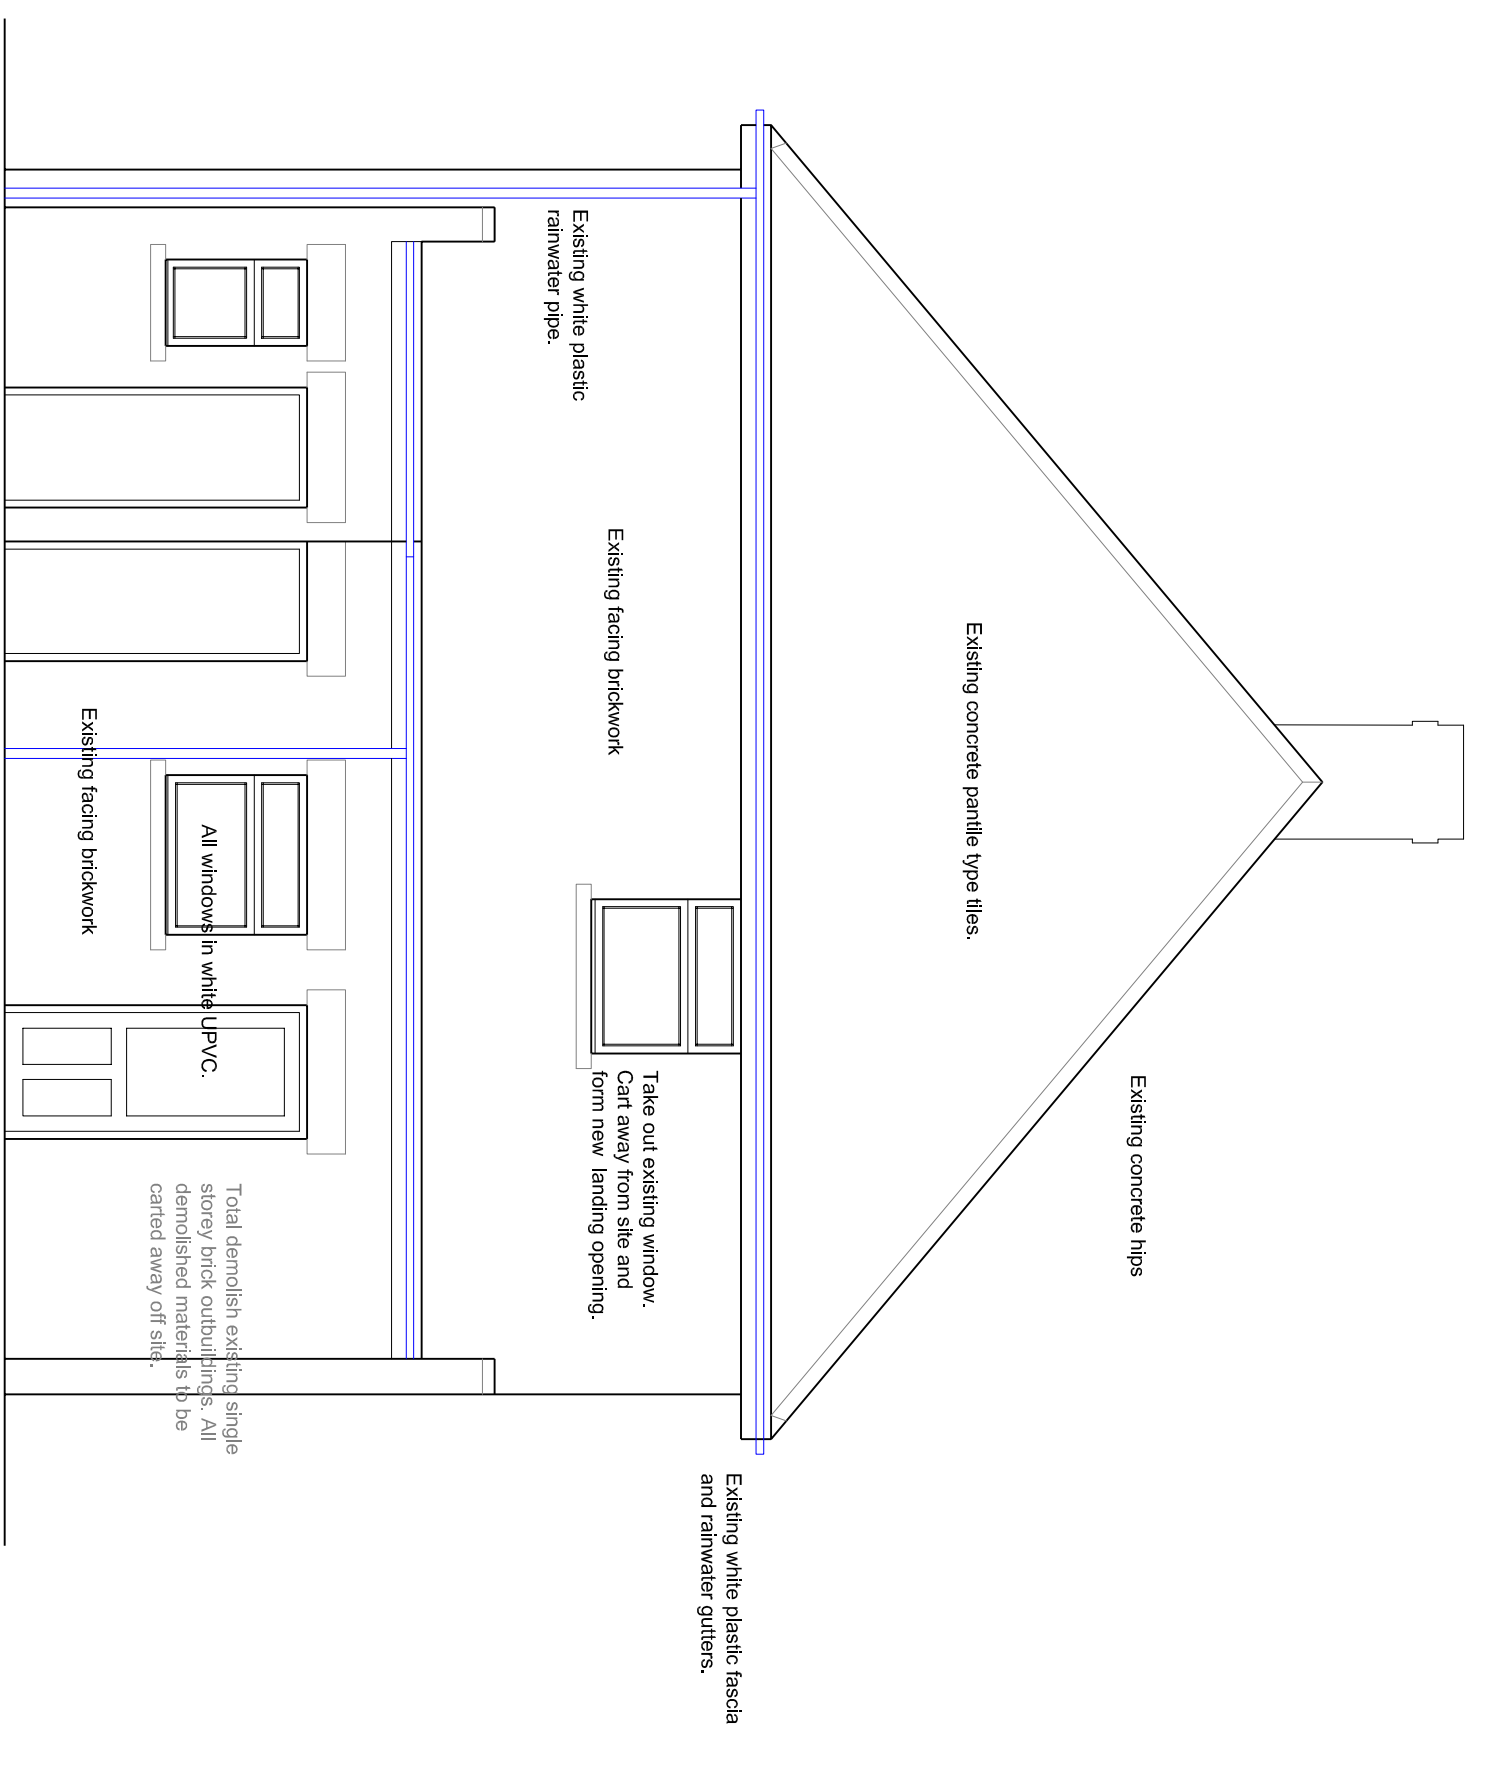 Existing concrete hips
Existing concrete pantile type tiles.
Existing white plastic fascia
and rainwater gutters.
Take out existing window.
Cart away from site and
form new landing opening.
Existing facing brickwork
Existing white plastic
rainwater pipe.
Total demolish existing single
storey brick outbuildings. All
demolished materials to be
carted away off site.
All windows in white UPVC.
Existing facing brickwork